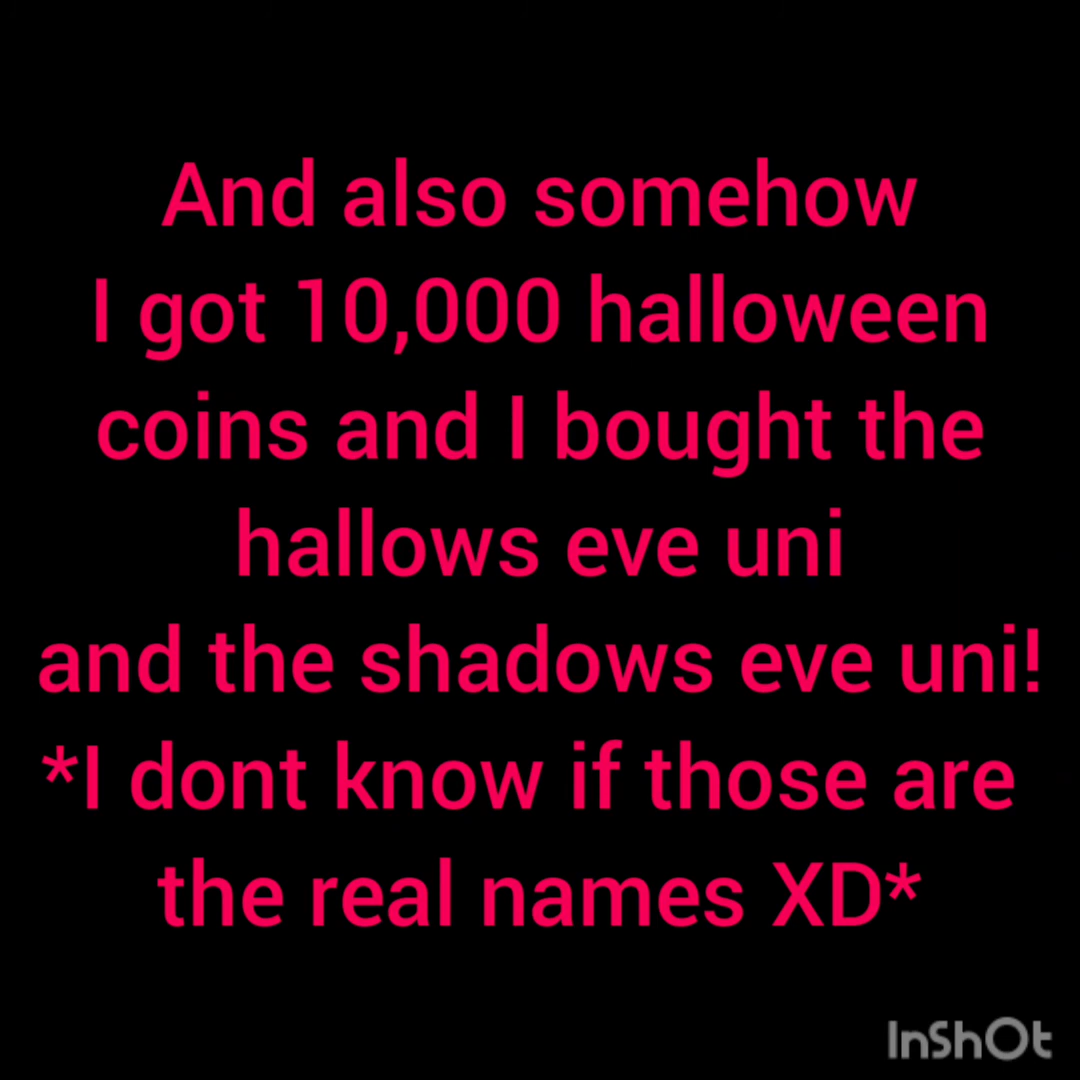 And also somehow
I got 10,000 halloween
coins and I bought the
hallows eve uni
and the shadows eve uni!
*I dont know if those are
the real names XD*
InShOt